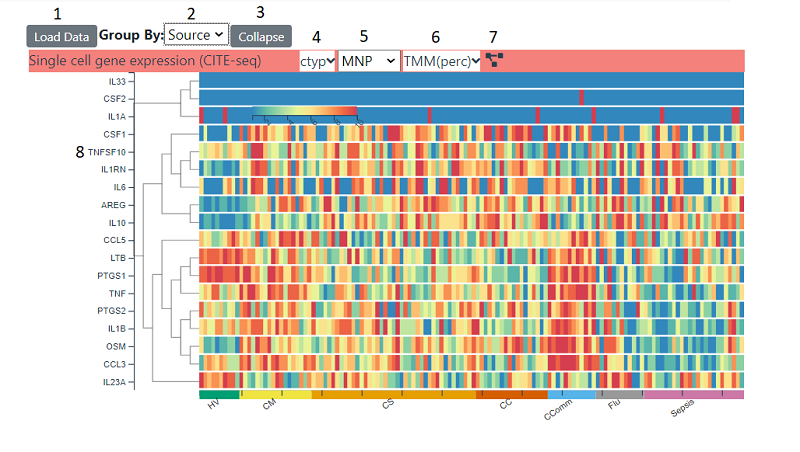 1 2 3
Load Data Group By: Source Collapse
4 5 6 7
Single cell gene expression (CITE-seq) ctyp MNP TMM(perc)
IL33
CSF2
IL1A
CSF1
8 TNFSF10
IL1RN
IL6
AREG
IL10
CCL5
LTB
PTGS1
TNF
PTGS2
IL1B
OSM
CCL3
IL23A
HV CM CS CC CComm Flu Sepsis